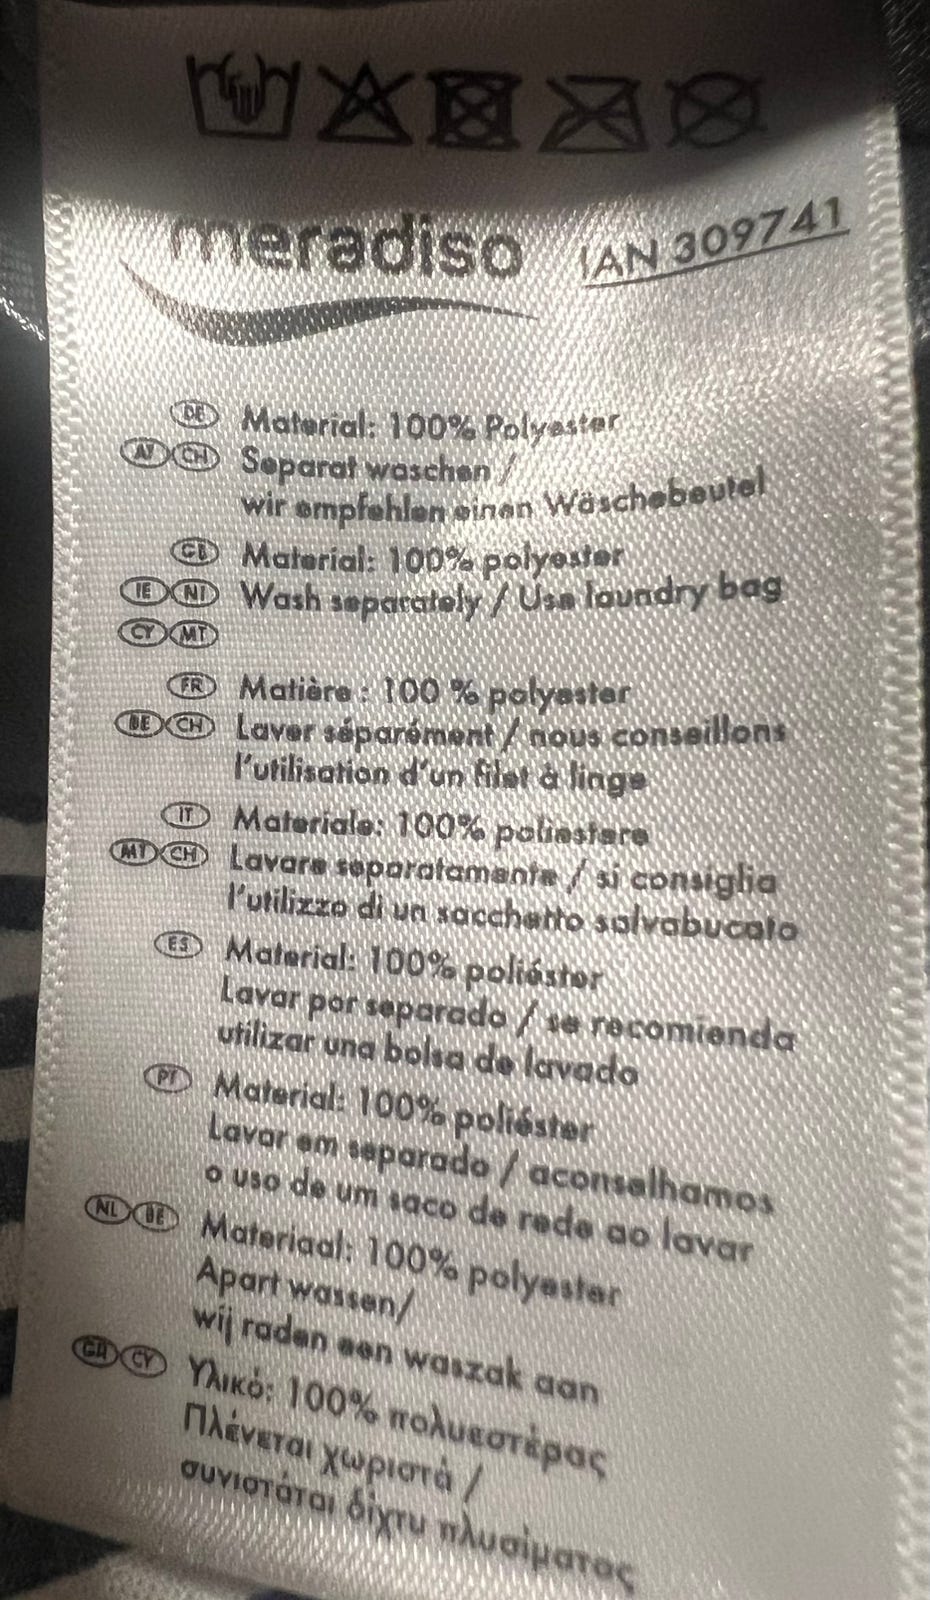 meradiso
IAN 309741
DE Material: 100% Polyester
AT CH Separat waschen /
wir empfehlen einen Wäschebeutel
GB Material: 100% polyester
IE NI Wash separately / Use laundry bag
CY MT
FR Matière : 100 % polyester
BE CH Laver séparément / nous conseillons
l'utilisation d'un filet à linge
IT Materiale: 100% poliestere
MT CH Lavare separatamente / si consiglia
l'utilizzo di un sacchetto salvabucato
ES Material: 100% poliéster
Lavar por separado / se recomienda
utilizar una bolsa de lavado
PT Material: 100% poliéster
Lavar em separado / aconselhamos
o uso de um saco de rede ao lavar
NL BE Materiaal: 100% polyester
Apart wassen/
wij raden een waszak aan
GR CY Υλικό: 100% πολυεστέρας
Πλένεται χωριστά /
συνιστάται δίχτυ πλυσίματος